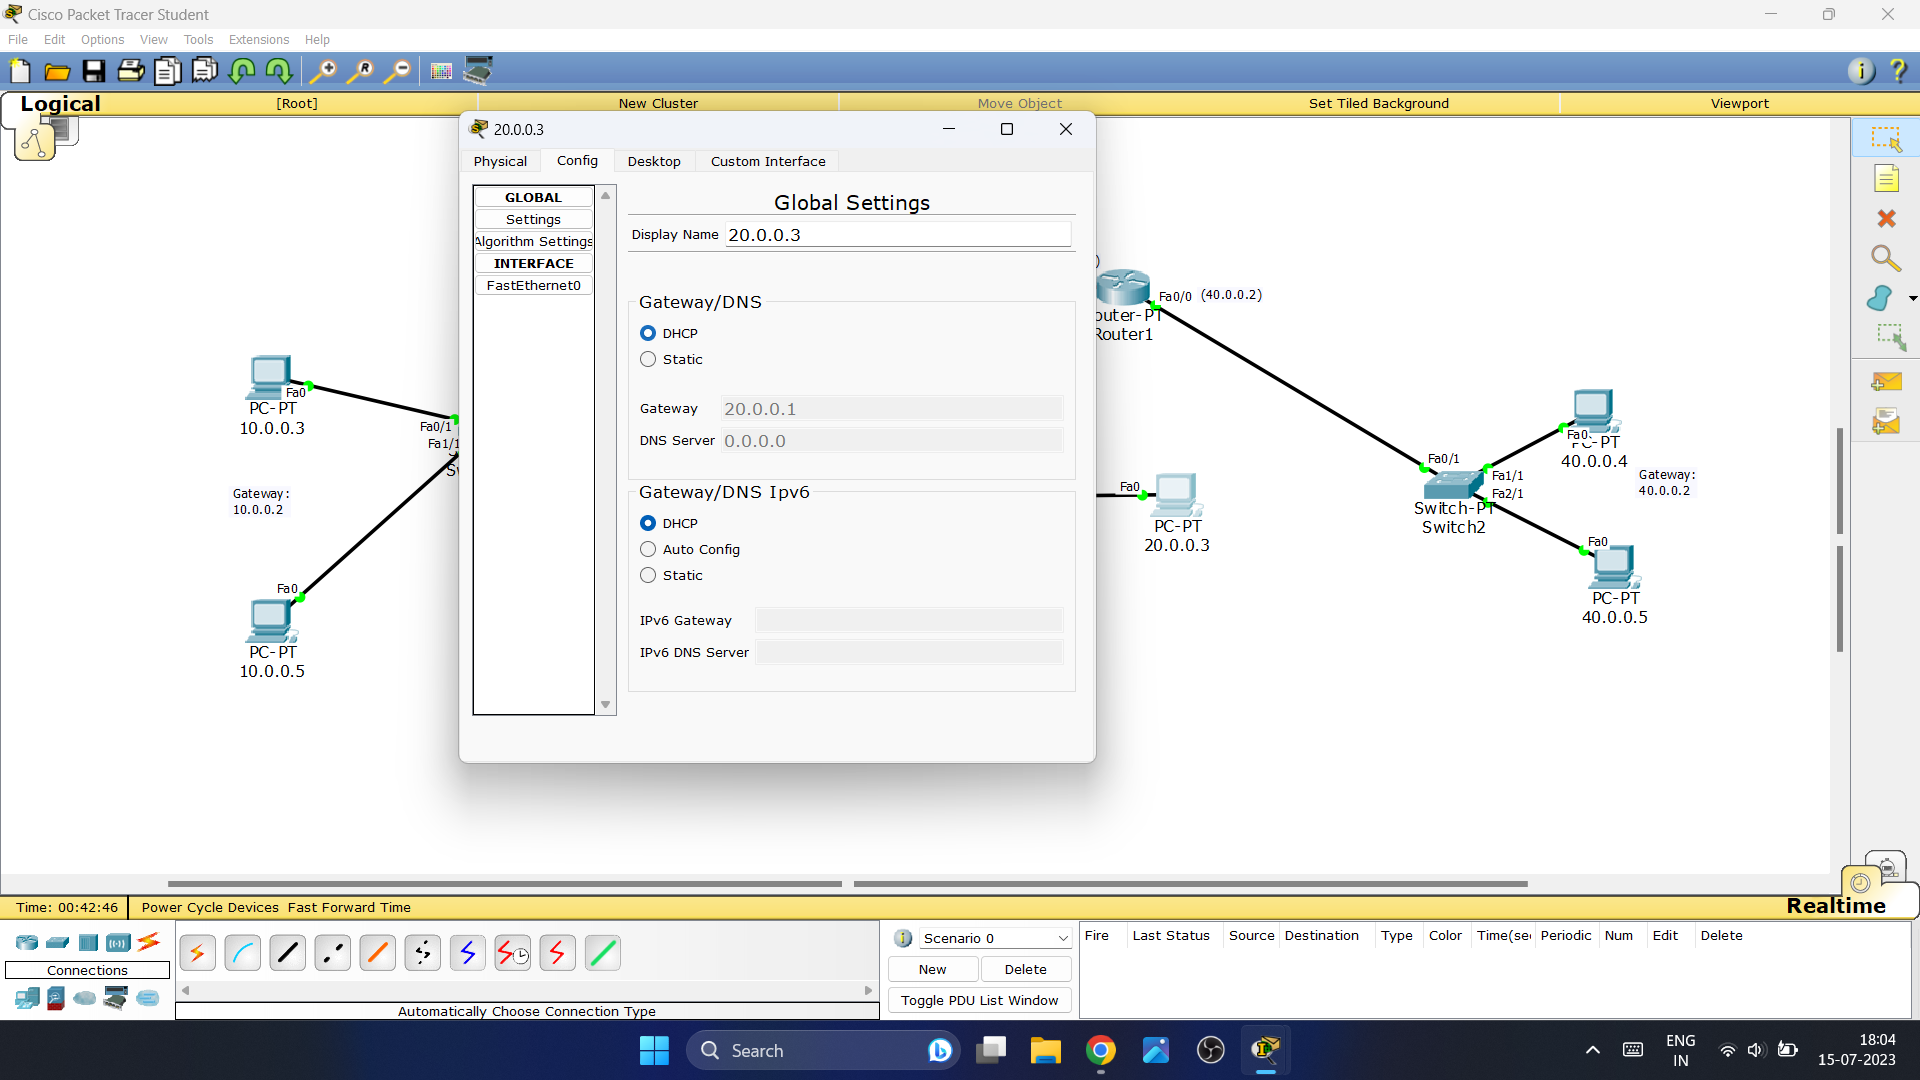 Cisco Packet Tracer Student
File Edit Options View Tools Extensions Help
Logical [Root] New Cluster Move Object Set Tiled Background Viewport
20.0.0.3
Physical Config Desktop Custom Interface
GLOBAL
Settings
Algorithm Settings
INTERFACE
FastEthernet0
Global Settings
Display Name 20.0.0.3
Gateway/DNS
DHCP
Static
Gateway 20.0.0.1
DNS Server 0.0.0.0
Gateway/DNS Ipv6
DHCP
Auto Config
Static
IPv6 Gateway
IPv6 DNS Server
Fa0
PC-PT
10.0.0.3
Fa0/1
Fa1/1
Gateway:
10.0.0.2
Fa0
PC-PT
10.0.0.5
)
Fa0/0 (40.0.0.2)
outer-PT
Router1
Fa0
PC-PT
20.0.0.3
Fa0/1
Fa1/1
Fa2/1
Switch-PT
Switch2
Fa0
PC-PT
40.0.0.4
Gateway:
40.0.0.2
Fa0
PC-PT
40.0.0.5
Time: 00:42:46 Power Cycle Devices Fast Forward Time
Realtime
Connections
Automatically Choose Connection Type
Scenario 0
New Delete
Toggle PDU List Window
Fire Last Status Source Destination Type Color Time(sec Periodic Num Edit Delete
Search
ENG
IN
18:04
15-07-2023